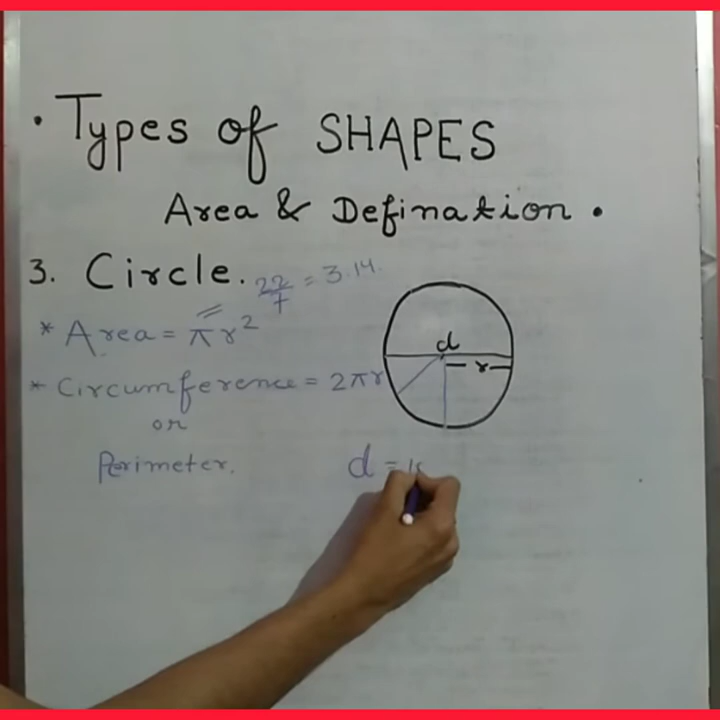 • Types of SHAPES
Area & Defination.
3. Circle.
22/7 = 3.14.
* Area = πr²
* Circumference = 2πr
or
Perimeter.
d
r
d =